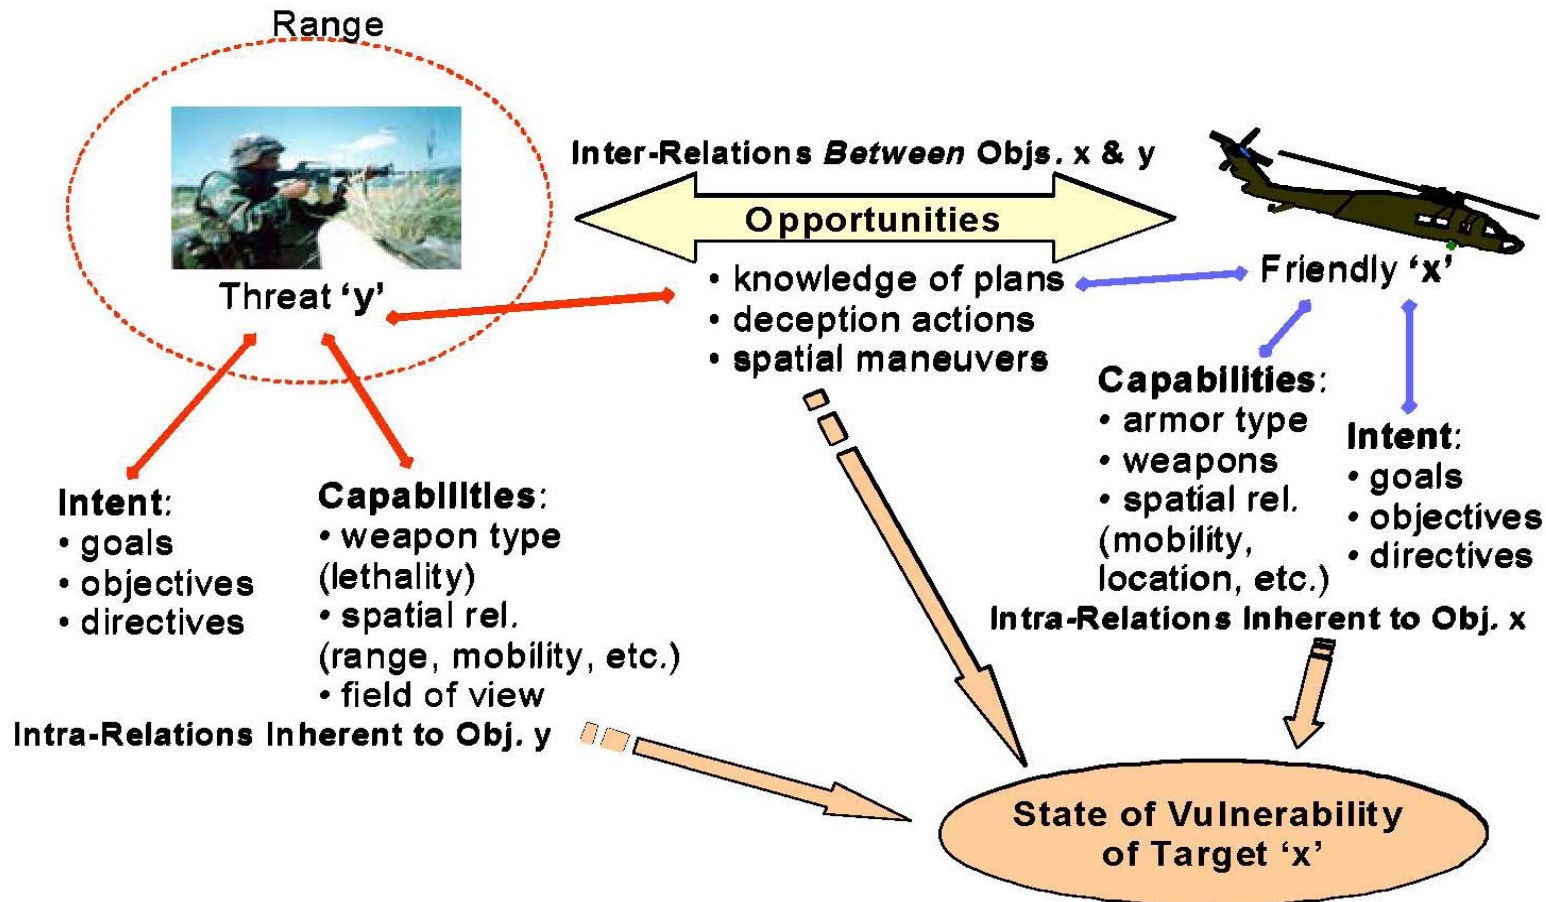 Range
Inter-Relations Between Objs. x & y
Opportunities
Threat ‘y’
• knowledge of plans
• deception actions
• spatial maneuvers
Friendly ‘x’
Capabilities:
• armor type
• weapons
• spatial rel.
(mobility,
location, etc.)
Intent:
• goals
• objectives
• directives
Intra-Relations Inherent to Obj. x
Intent:
• goals
• objectives
• directives
Capabilities:
• weapon type
(lethality)
• spatial rel.
(range, mobility, etc.)
• field of view
Intra-Relations Inherent to Obj. y
State of Vulnerability
of Target ‘x’